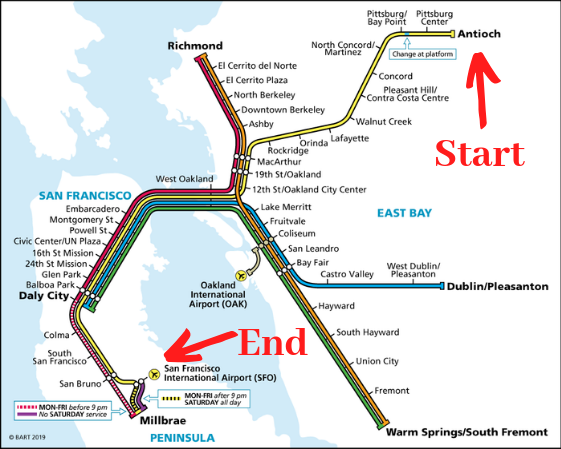 Pittsburg/
Bay Point
Pittsburg
Center
Antioch
Change at platform
North Concord/
Martinez
Richmond
El Cerrito del Norte
El Cerrito Plaza
North Berkeley
Downtown Berkeley
Ashby
Concord
Pleasant Hill/
Contra Costa Centre
Walnut Creek
Lafayette
Orinda
Rockridge
MacArthur
19th St/Oakland
12th St/Oakland City Center
Start
West Oakland
SAN FRANCISCO
Embarcadero
Montgomery St
Powell St
Civic Center/UN Plaza
16th St Mission
24th St Mission
Glen Park
Balboa Park
Daly City
Lake Merritt
Fruitvale
Coliseum
San Leandro
Bay Fair
EAST BAY
Castro Valley
West Dublin/
Pleasanton
Dublin/Pleasanton
Oakland
International
Airport (OAK)
Hayward
South Hayward
Union City
Fremont
Warm Springs/South Fremont
Colma
South
San Francisco
San Bruno
End
San Francisco
International Airport (SFO)
MON-FRI before 9 pm
No SATURDAY service
MON-FRI after 9 pm
SATURDAY all day
Millbrae
PENINSULA
© BART 2019